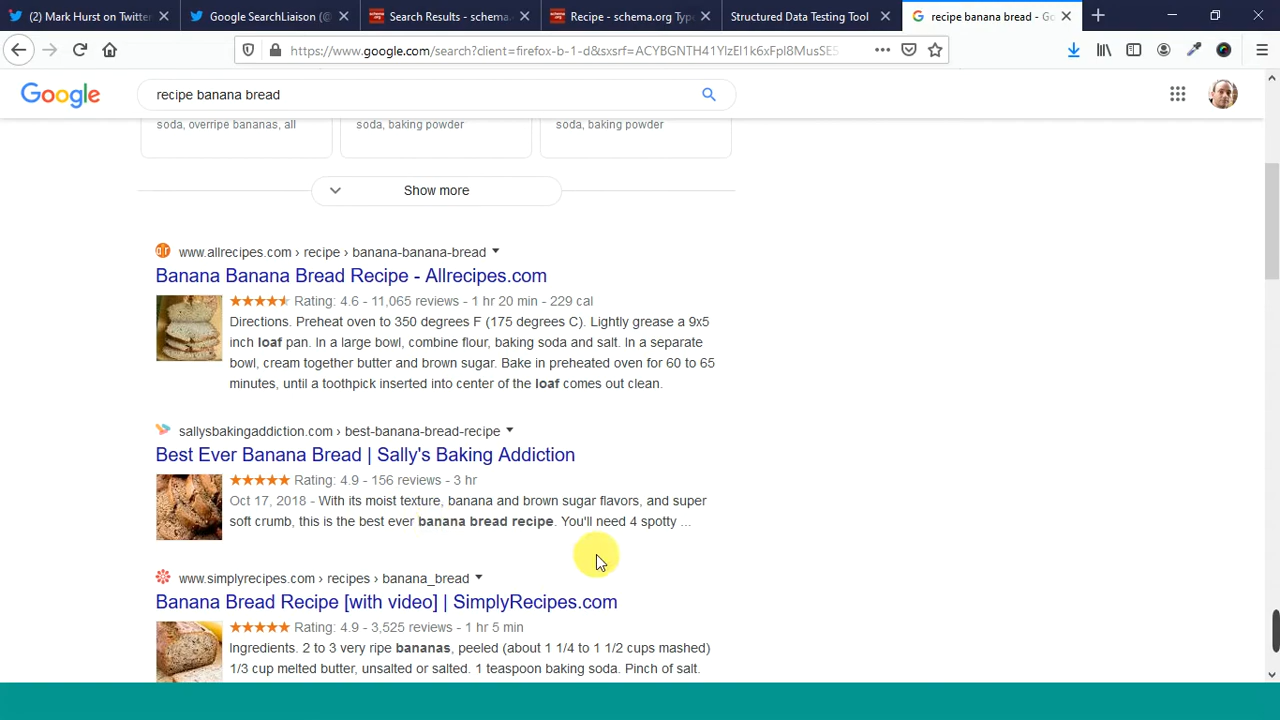 (2) Mark Hurst on Twitter
Google SearchLiaison (@
Search Results - schema.
Recipe - schema.org Type
Structured Data Testing Tool
recipe banana bread - Go
https://www.google.com/search?client=firefox-b-1-d&sxsrf=ACYBGNTH41YlzEI1k6xFpl8MusSE5
Google
recipe banana bread
soda, overripe bananas, all
soda, baking powder
soda, baking powder
Show more
www.allrecipes.com › recipe › banana-banana-bread
Banana Banana Bread Recipe - Allrecipes.com
Rating: 4.6 - 11,065 reviews - 1 hr 20 min - 229 cal
Directions. Preheat oven to 350 degrees F (175 degrees C). Lightly grease a 9x5
inch loaf pan. In a large bowl, combine flour, baking soda and salt. In a separate
bowl, cream together butter and brown sugar. Bake in preheated oven for 60 to 65
minutes, until a toothpick inserted into center of the loaf comes out clean.
sallysbakingaddiction.com › best-banana-bread-recipe
Best Ever Banana Bread | Sally's Baking Addiction
Rating: 4.9 - 156 reviews - 3 hr
Oct 17, 2018 - With its moist texture, banana and brown sugar flavors, and super
soft crumb, this is the best ever banana bread recipe. You'll need 4 spotty ...
www.simplyrecipes.com › recipes › banana_bread
Banana Bread Recipe [with video] | SimplyRecipes.com
Rating: 4.9 - 3,525 reviews - 1 hr 5 min
Ingredients. 2 to 3 very ripe bananas, peeled (about 1 1/4 to 1 1/2 cups mashed)
1/3 cup melted butter, unsalted or salted. 1 teaspoon baking soda. Pinch of salt.